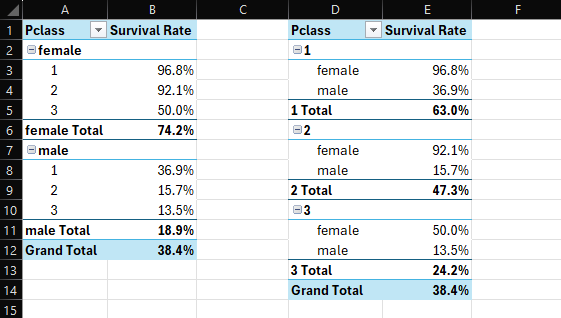 A B C D E F
1 Pclass Survival Rate Pclass Survival Rate
2 female 1
3 1 96.8% female 96.8%
4 2 92.1% male 36.9%
5 3 50.0% 1 Total 63.0%
6 female Total 74.2% 2
7 male female 92.1%
8 1 36.9% male 15.7%
9 2 15.7% 2 Total 47.3%
10 3 13.5% 3
11 male Total 18.9% female 50.0%
12 Grand Total 38.4% male 13.5%
13 3 Total 24.2%
14 Grand Total 38.4%
15